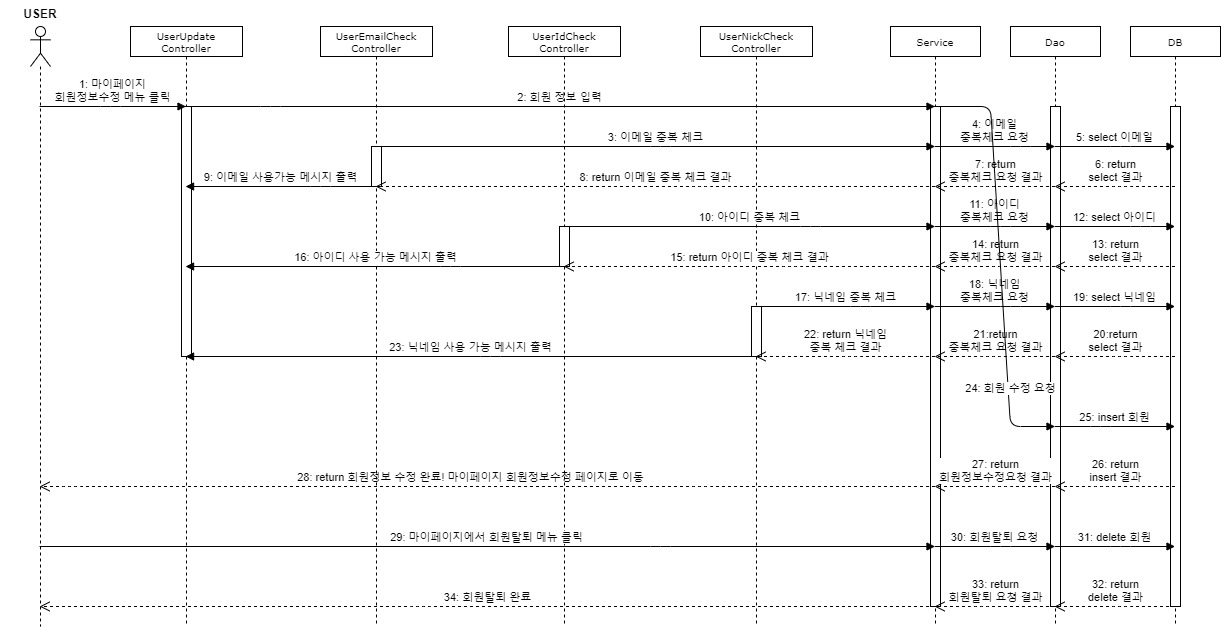 USER
UserUpdate
Controller
UserEmailCheck
Controller
UserIdCheck
Controller
UserNickCheck
Controller
Service
Dao
DB
1: 마이페이지
회원정보수정 메뉴 클릭
2: 회원 정보 입력
3: 이메일 중복 체크
4: 이메일
중복체크 요청
5: select 이메일
6: return
select 결과
7: return
중복체크 요청 결과
8: return 이메일 중복 체크 결과
9: 이메일 사용가능 메시지 출력
10: 아이디 중복 체크
11: 아이디
중복체크 요청
12: select 아이디
13: return
select 결과
14: return
중복체크 요청 결과
15: return 아이디 중복 체크 결과
16: 아이디 사용 가능 메시지 출력
17: 닉네임 중복 체크
18: 닉네임
중복체크 요청
19: select 닉네임
20:return
select 결과
21:return
중복체크 요청 결과
22: return 닉네임
중복 체크 결과
23: 닉네임 사용 가능 메시지 출력
24: 회원 수정 요청
25: insert 회원
26: return
insert 결과
27: return
회원정보수정요청 결과
28: return 회원정보 수정 완료! 마이페이지 회원정보수정 페이지로 이동
29: 마이페이지에서 회원탈퇴 메뉴 클릭
30: 회원탈퇴 요청
31: delete 회원
32: return
delete 결과
33: return
회원탈퇴 요청 결과
34: 회원탈퇴 완료